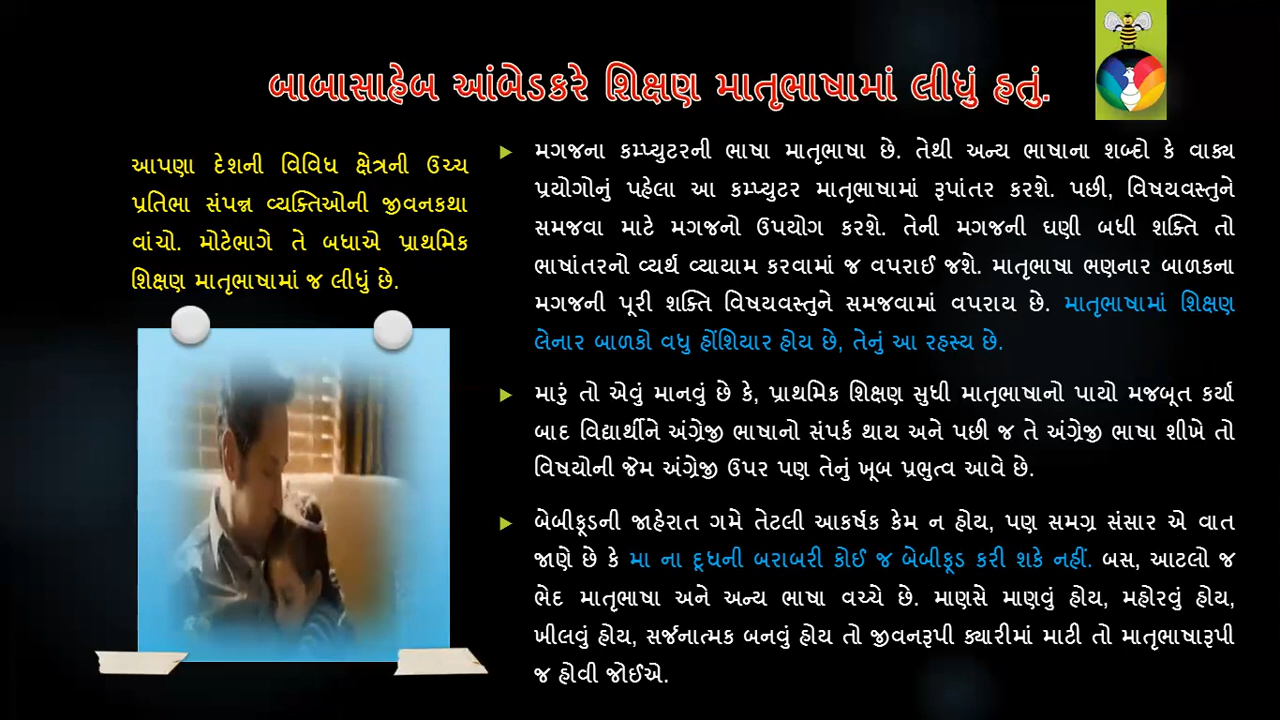 બાબાસાહેબ આંબેડકરે શિક્ષણ માતૃભાષામાં લીધું હતું.
આપણા દેશની વિવિધ ક્ષેત્રની ઉચ્ચ
પ્રતિભા સંપન્ન વ્યક્તિઓની જીવનકથા
વાંચો. મોટેભાગે તે બધાએ પ્રાથમિક
શિક્ષણ માતૃભાષામાં જ લીધું છે.
મગજના કમ્પ્યુટરની ભાષા માતૃભાષા છે. તેથી અન્ય ભાષાના શબ્દો કે વાક્ય
પ્રયોગોનું પહેલા આ કમ્પ્યુટર માતૃભાષામાં રૂપાંતર કરશે. પછી, વિષયવસ્તુને
સમજવા માટે મગજનો ઉપયોગ કરશે. તેની મગજની ઘણી બધી શક્તિ તો
ભાષાંતરનો વ્યર્થ વ્યાયામ કરવામાં જ વપરાઈ જશે. માતૃભાષા ભણનાર બાળકના
મગજની પૂરી શક્તિ વિષયવસ્તુને સમજવામાં વપરાય છે. માતૃભાષામાં શિક્ષણ
લેનાર બાળકો વધુ હોંશિયાર હોય છે, તેનું આ રહસ્ય છે.
મારું તો એવું માનવું છે કે, પ્રાથમિક શિક્ષણ સુધી માતૃભાષાનો પાયો મજબૂત કર્યા
બાદ વિદ્યાર્થીને અંગ્રેજી ભાષાનો સંપર્ક થાય અને પછી જ તે અંગ્રેજી ભાષા શીખે તો
વિષયોની જેમ અંગ્રેજી ઉપર પણ તેનું ખૂબ પ્રભુત્વ આવે છે.
બેબીફૂડની જાહેરાત ગમે તેટલી આકર્ષક કેમ ન હોય, પણ સમગ્ર સંસાર એ વાત
જાણે છે કે મા ના દૂધની બરાબરી કોઈ જ બેબીફૂડ કરી શકે નહીં. બસ, આટલો જ
ભેદ માતૃભાષા અને અન્ય ભાષા વચ્ચે છે. માણસે માણવું હોય, મહોરવું હોય,
ખીલવું હોય, સર્જનાત્મક બનવું હોય તો જીવનરૂપી ક્યારીમાં માટી તો માતૃભાષારૂપી
જ હોવી જોઈએ.